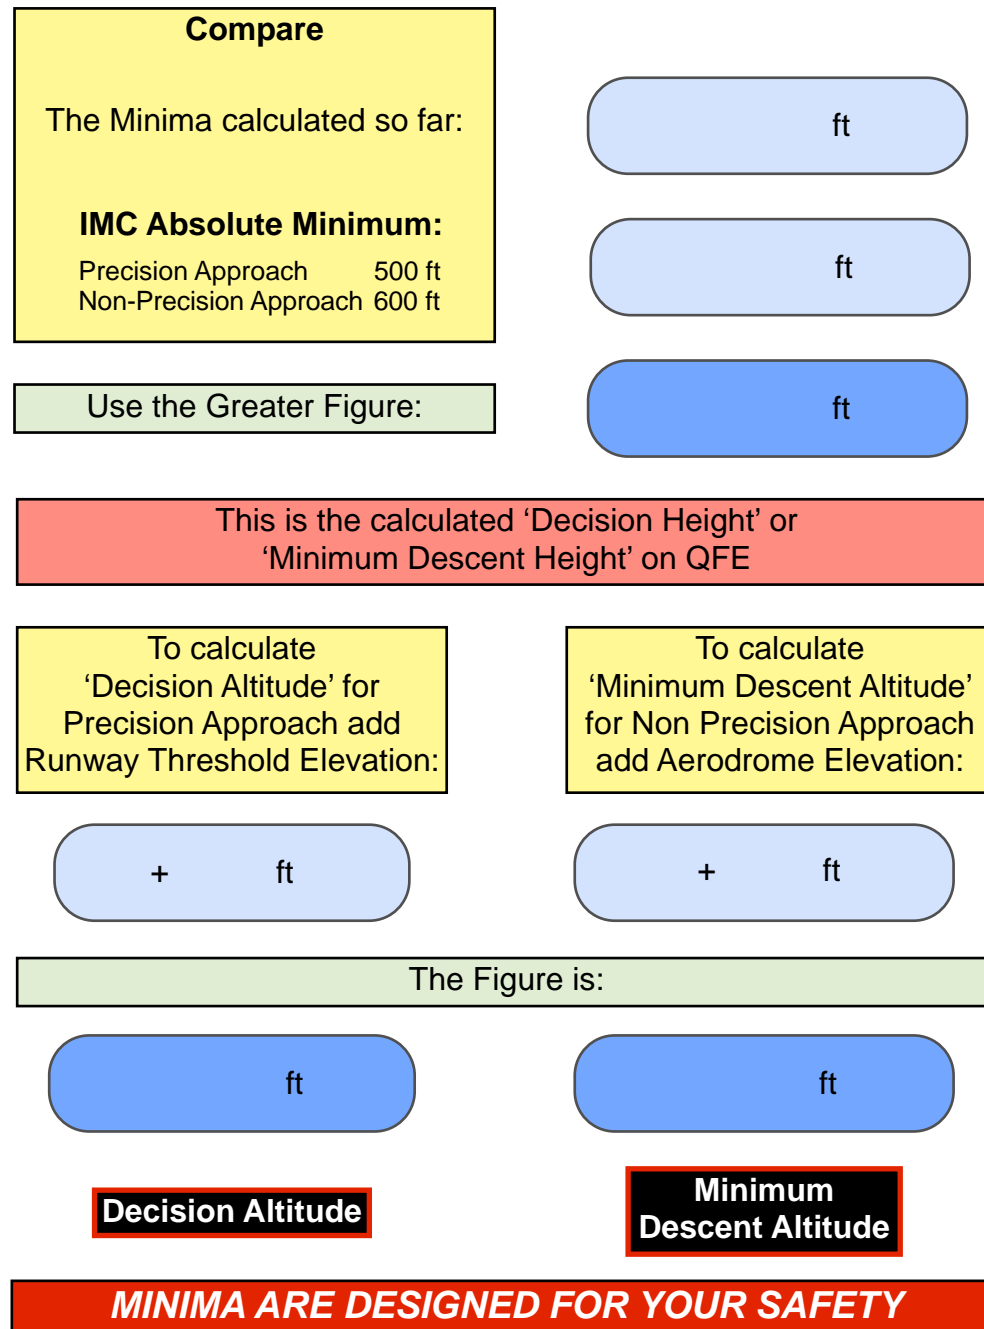 Compare
The Minima calculated so far:
ft
IMC Absolute Minimum:
Precision Approach 500 ft
Non-Precision Approach 600 ft
ft
Use the Greater Figure:
ft
This is the calculated ‘Decision Height’ or
‘Minimum Descent Height’ on QFE
To calculate
‘Decision Altitude’ for
Precision Approach add
Runway Threshold Elevation:
To calculate
‘Minimum Descent Altitude’
for Non Precision Approach
add Aerodrome Elevation:
+ ft
+ ft
The Figure is:
ft
ft
Decision Altitude
Minimum
Descent Altitude
MINIMA ARE DESIGNED FOR YOUR SAFETY